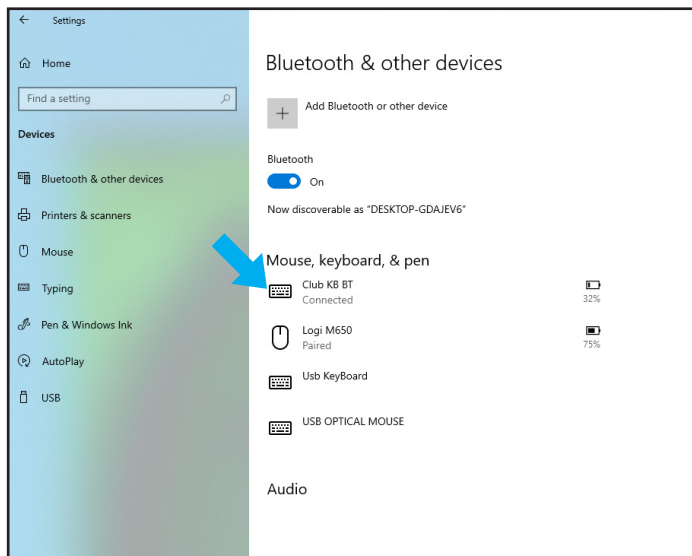 Settings
Home
Find a setting
Devices
Bluetooth & other devices
Printers & scanners
Mouse
Typing
Pen & Windows Ink
AutoPlay
USB
Bluetooth & other devices
Add Bluetooth or other device
Bluetooth
On
Now discoverable as "DESKTOP-GDAJEV6"
Mouse, keyboard, & pen
Club KB BT
Connected
32%
Logi M650
Paired
75%
Usb KeyBoard
USB OPTICAL MOUSE
Audio